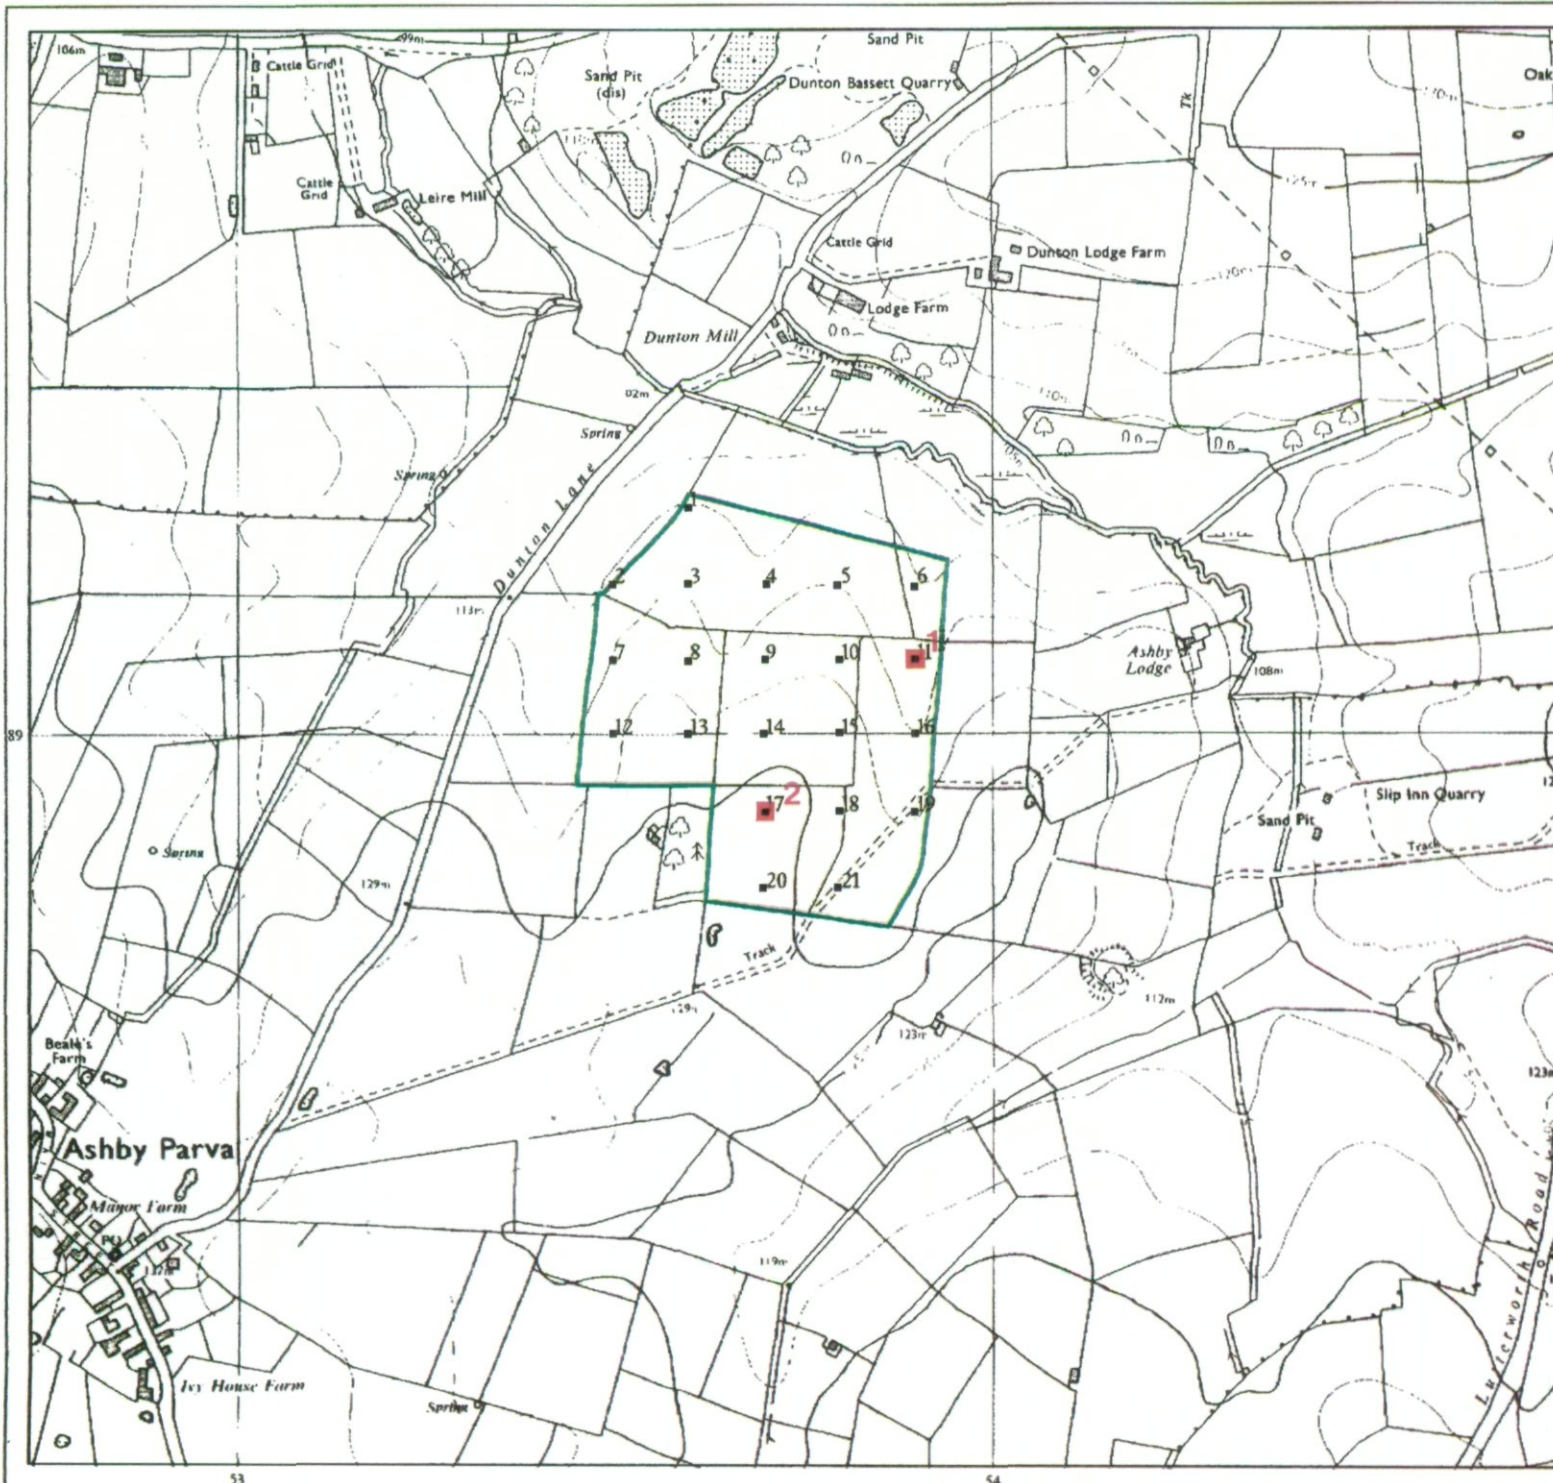 99m
Sand Pit
106m
Cattle Grid
Sand Pit
(dis)
Dunton Bassett Quarry
Oak
Tk
120m
Cattle
Grid
Leire Mill
125m
Cattle Grid
Dunton Lodge Farm
120m
Lodge Farm
Dunton Mill
110m
02m
Spring
Spring
Dunton Lane
1
2
3
4
5
6
113m
1
7
8
9
10
11
Ashby
Lodge
108m
89
12
13
14
15
16
2
17
18
19
Slip Inn Quarry
Sand Pit
Spring
Track
129m
20
21
Track
112m
129m
123m
Beale's
Farm
123m
Ashby Parva
Manor Farm
PO
137m
119m
Lutterworth Road
Ivy House Farm
Spring
53
54